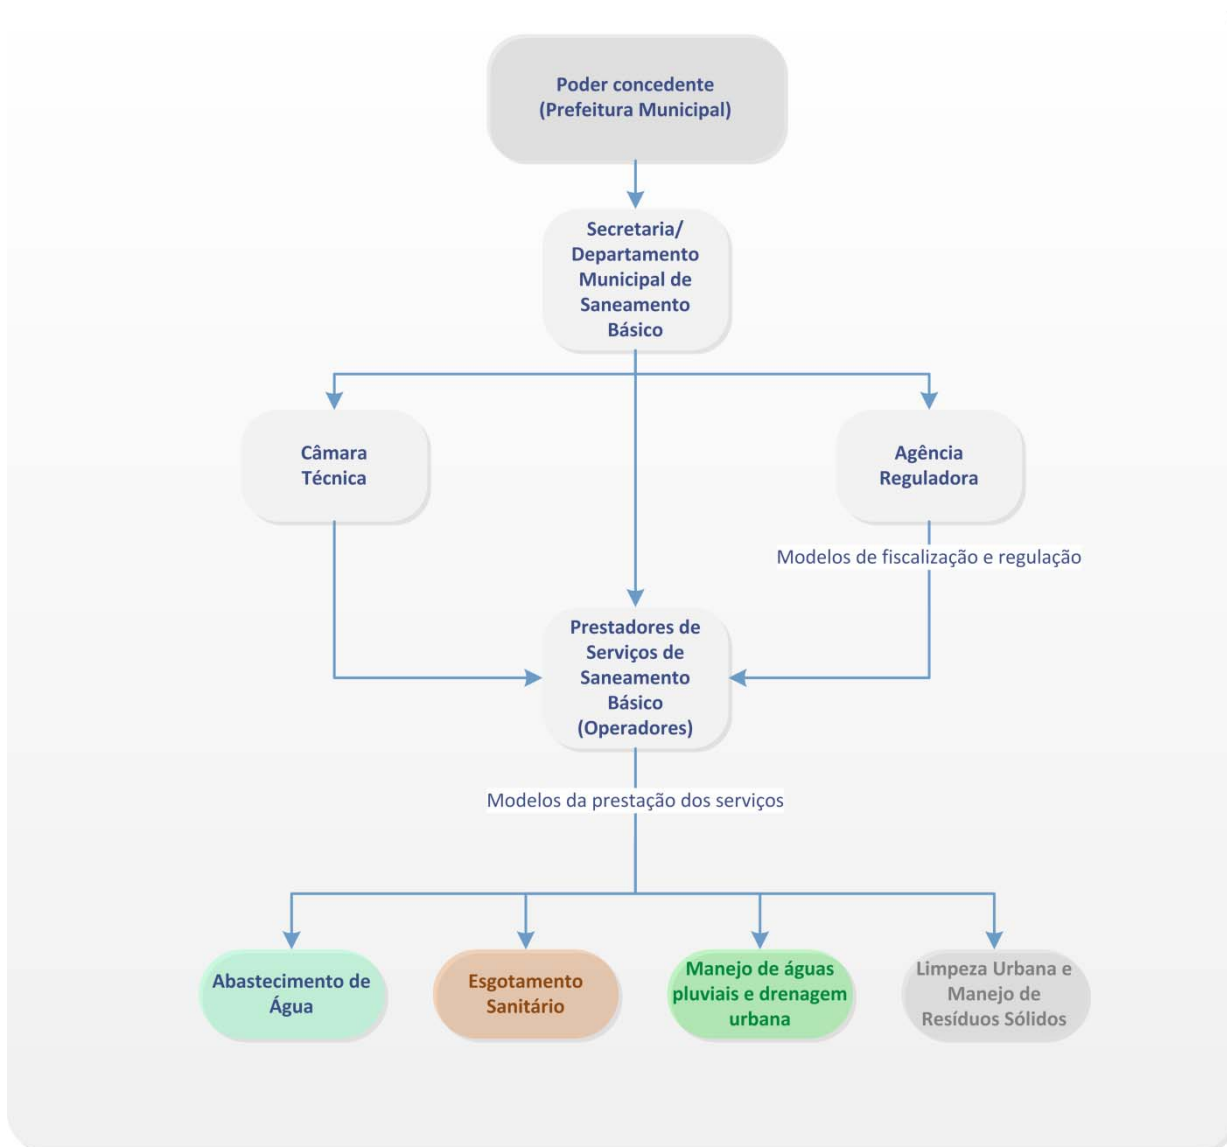 Poder concedente
(Prefeitura Municipal)
Secretaria/
Departamento
Municipal de
Saneamento
Básico
Câmara
Técnica
Agência
Reguladora
Modelos de fiscalização e regulação
Prestadores de
Serviços de
Saneamento
Básico
(Operadores)
Modelos da prestação dos serviços
Abastecimento de
Água
Esgotamento
Sanitário
Manejo de águas
pluviais e drenagem
urbana
Limpeza Urbana e
Manejo de
Resíduos Sólidos